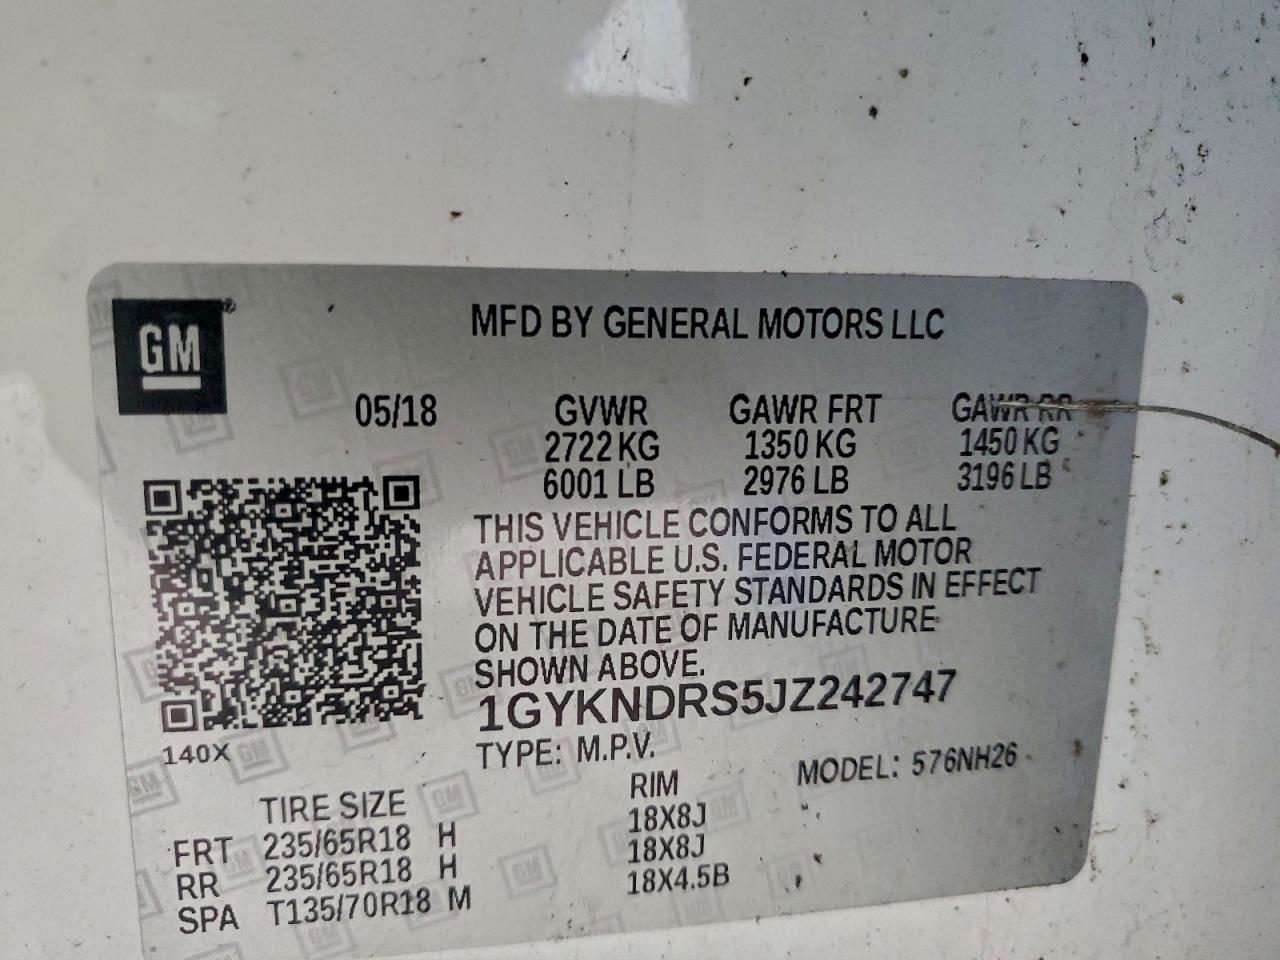 GM®
MFD BY GENERAL MOTORS LLC
05/18 GVWR GAWR FRT GAWR RR
2722 KG 1350 KG 1450 KG
6001 LB 2976 LB 3196 LB
THIS VEHICLE CONFORMS TO ALL
APPLICABLE U.S. FEDERAL MOTOR
VEHICLE SAFETY STANDARDS IN EFFECT
ON THE DATE OF MANUFACTURE
SHOWN ABOVE.
1GYKNDRS5JZ242747
140X
TYPE: M.P.V. MODEL: 576NH26
TIRE SIZE RIM
FRT 235/65R18 H 18X8J
RR 235/65R18 H 18X8J
SPA T135/70R18 M 18X4.5B